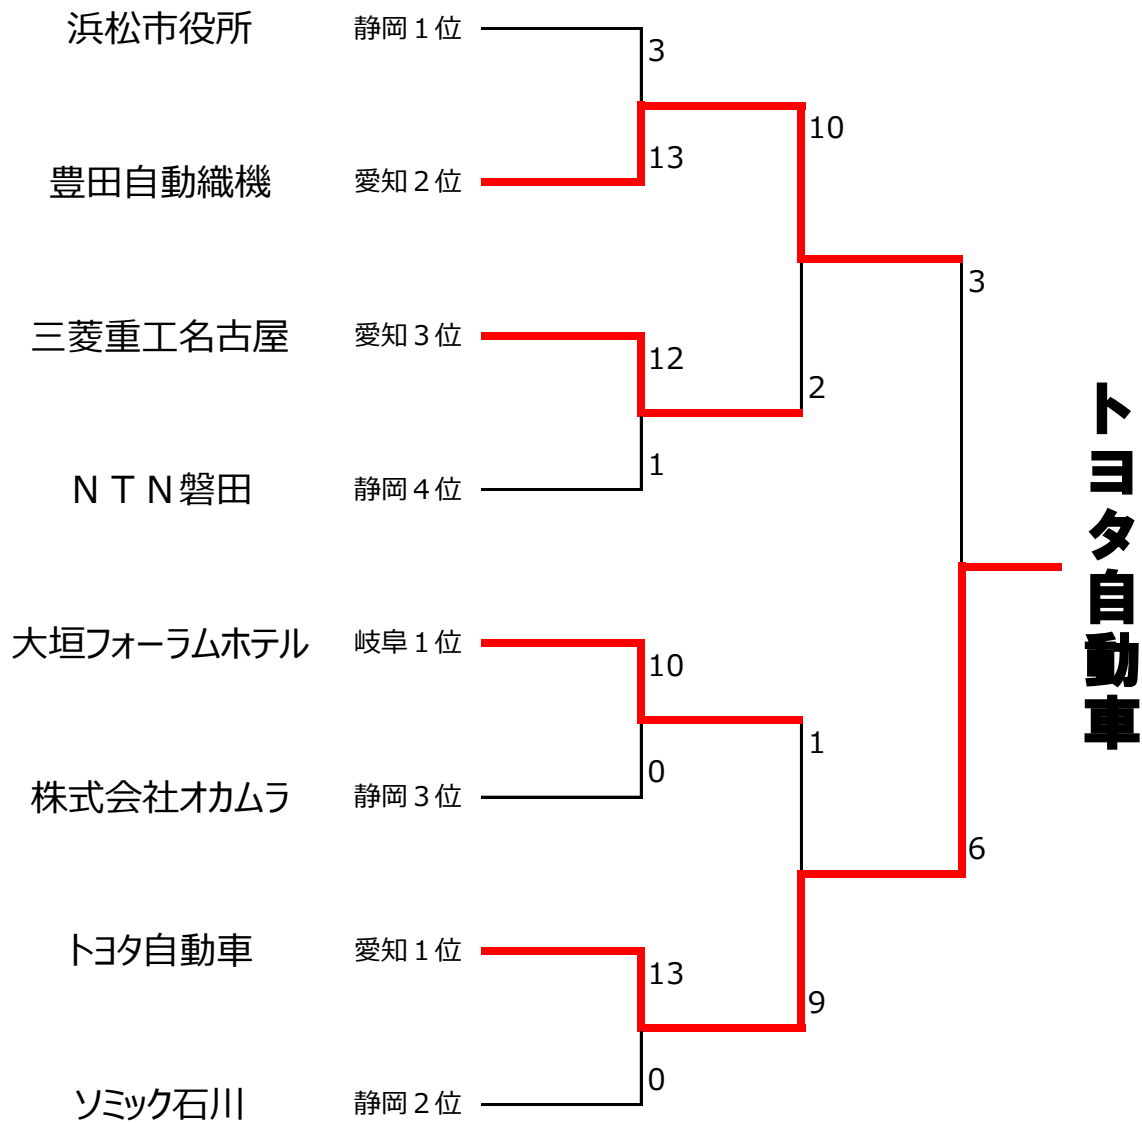 浜松市役所 静岡１位
3
10
13
豊田自動織機 愛知２位
3
三菱重工名古屋 愛知３位
12
2
1
ＮＴＮ磐田 静岡４位
トヨタ自動車
大垣フォーラムホテル 岐阜１位
10
1
0
株式会社オカムラ 静岡３位
6
トヨタ自動車 愛知１位
13
9
0
ソミック石川 静岡２位